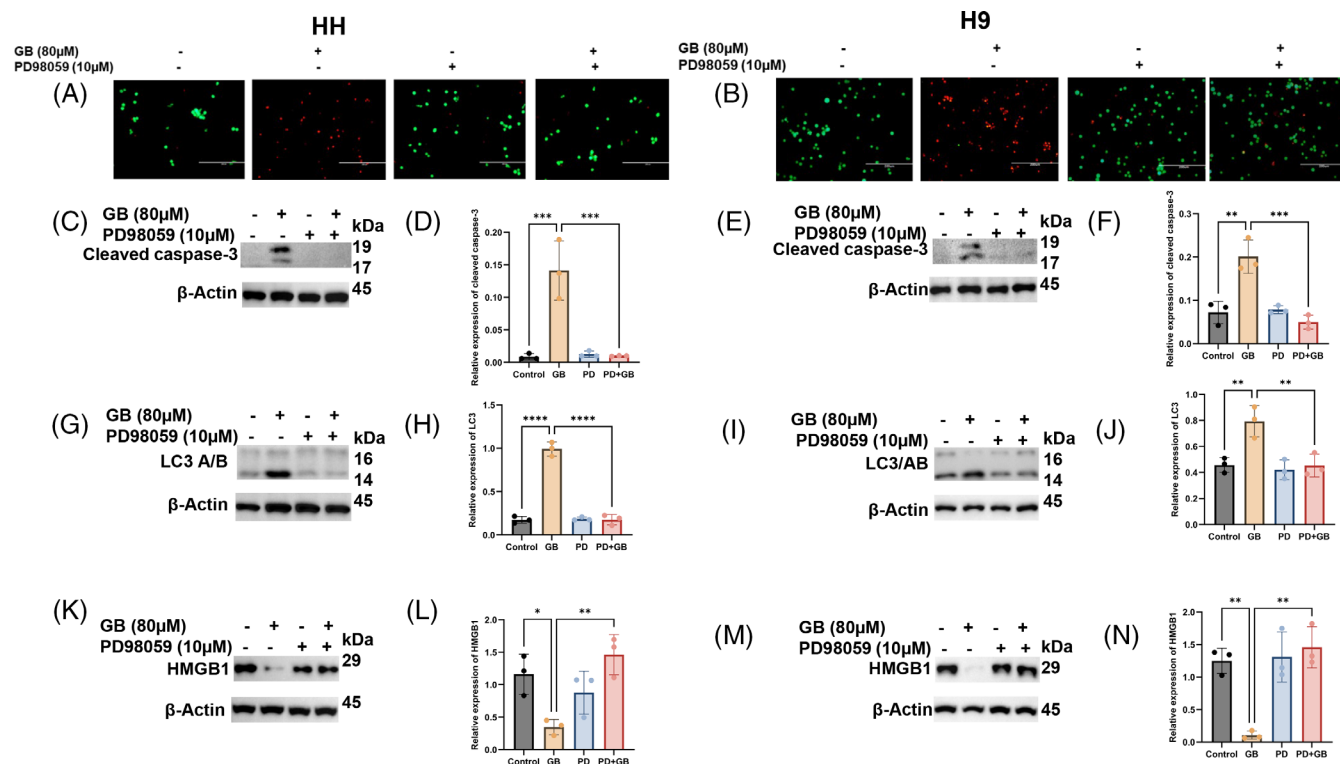 HH
H9
GB (80µM) - + - +
PD98059 (10µM) - - + +
GB (80µM) - + - +
PD98059 (10µM) - - + +
(A)
(B)
(C)
GB (80µM) - + - +
PD98059 (10µM) - - + + kDa
Cleaved caspase-3 19
17
β-Actin 45
(D)
Relative expression of cleaved caspase-3
*** ***
0.20
0.15
0.10
0.05
0.00
Control GB PD PD+GB
(E)
GB (80µM) - + - +
PD98059 (10µM) - - + + kDa
Cleaved caspase-3 19
17
β-Actin 45
(F)
Relative expression of cleaved caspase-3
** ***
0.3
0.2
0.1
0.0
Control GB PD PD+GB
(G)
GB (80µM) - + - +
PD98059 (10µM) - - + + kDa
LC3 A/B 16
14
β-Actin 45
(H)
Relative expression of LC3
**** ****
1.5
1.0
0.5
0.0
Control GB PD PD+GB
(I)
GB (80µM) - + - +
PD98059 (10µM) - - + + kDa
LC3/AB 16
14
β-Actin 45
(J)
Relative expression of LC3
** **
1.0
0.8
0.6
0.4
0.2
0.0
Control GB PD PD+GB
(K)
GB (80µM) - + - +
PD98059 (10µM) - - + + kDa
HMGB1 29
β-Actin 45
(L)
Relative expression of HMGB1
* **
2.0
1.5
1.0
0.5
0.0
Control GB PD PD+GB
(M)
GB (80µM) - + - +
PD98059 (10µM) - - + + kDa
HMGB1 29
β-Actin 45
(N)
Relative expression of HMGB1
** **
2.0
1.5
1.0
0.5
0.0
Control GB PD PD+GB